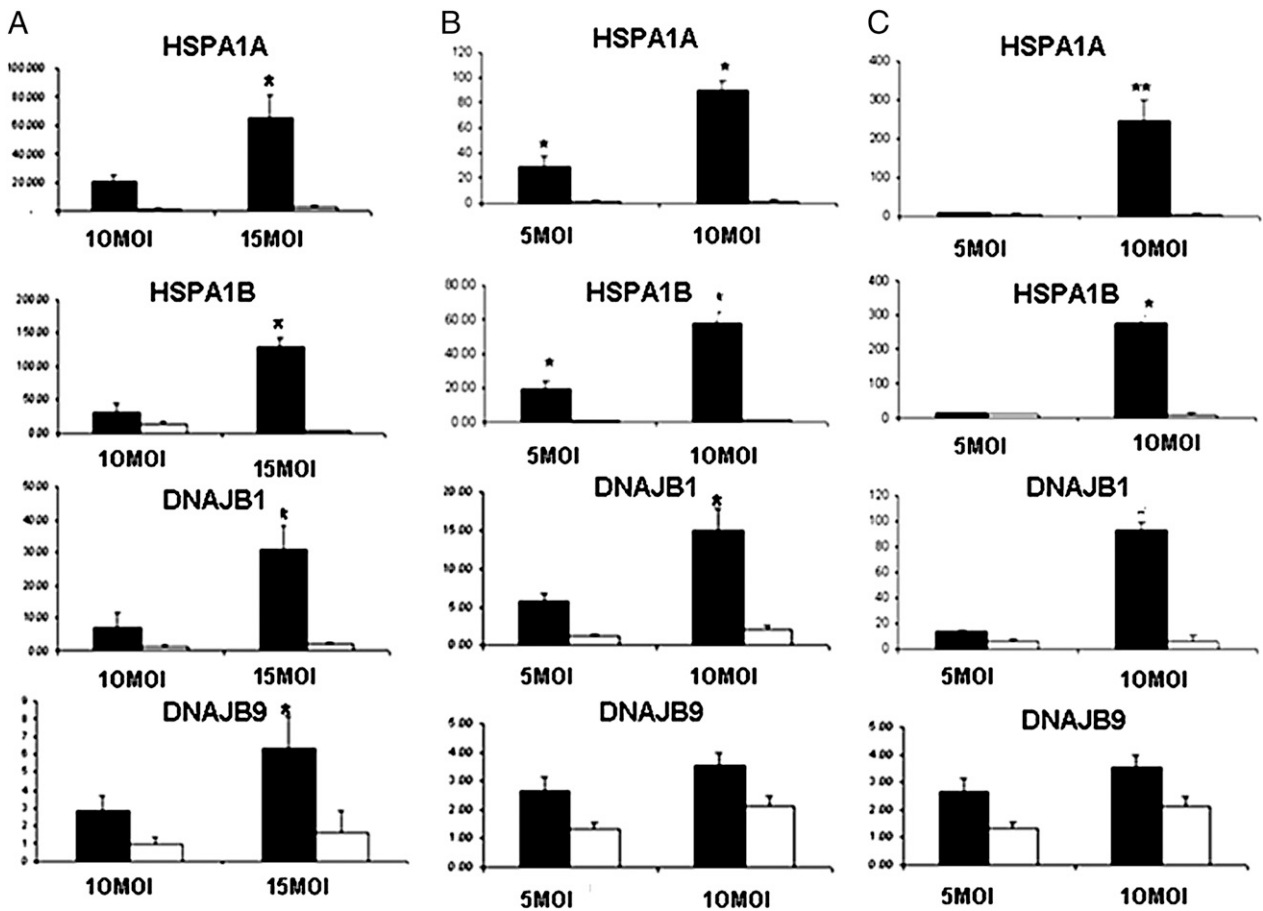 A
B
C
HSPA1A
100.000
80.000
60.000
40.000
20.000
10MOI 15MOI
HSPA1A
120
100
80
60
40
20
0
5MOI 10MOI
HSPA1A
400
300
200
100
0
5MOI 10MOI
HSPA1B
200.00
150.00
100.00
50.00
0.00
10MOI 15MOI
HSPA1B
80.00
60.00
40.00
20.00
0.00
5MOI 10MOI
HSPA1B
400
300
200
100
0
5MOI 10MOI
DNAJB1
50.00
40.00
30.00
20.00
10.00
0.00
10MOI 15MOI
DNAJB1
20.00
15.00
10.00
5.00
0.00
5MOI 10MOI
DNAJB1
120
100
80
60
40
20
0
5MOI 10MOI
DNAJB9
9
8
7
6
5
4
3
2
1
0
10MOI 15MOI
DNAJB9
5.00
4.00
3.00
2.00
1.00
0.00
5MOI 10MOI
DNAJB9
5.00
4.00
3.00
2.00
1.00
0.00
5MOI 10MOI